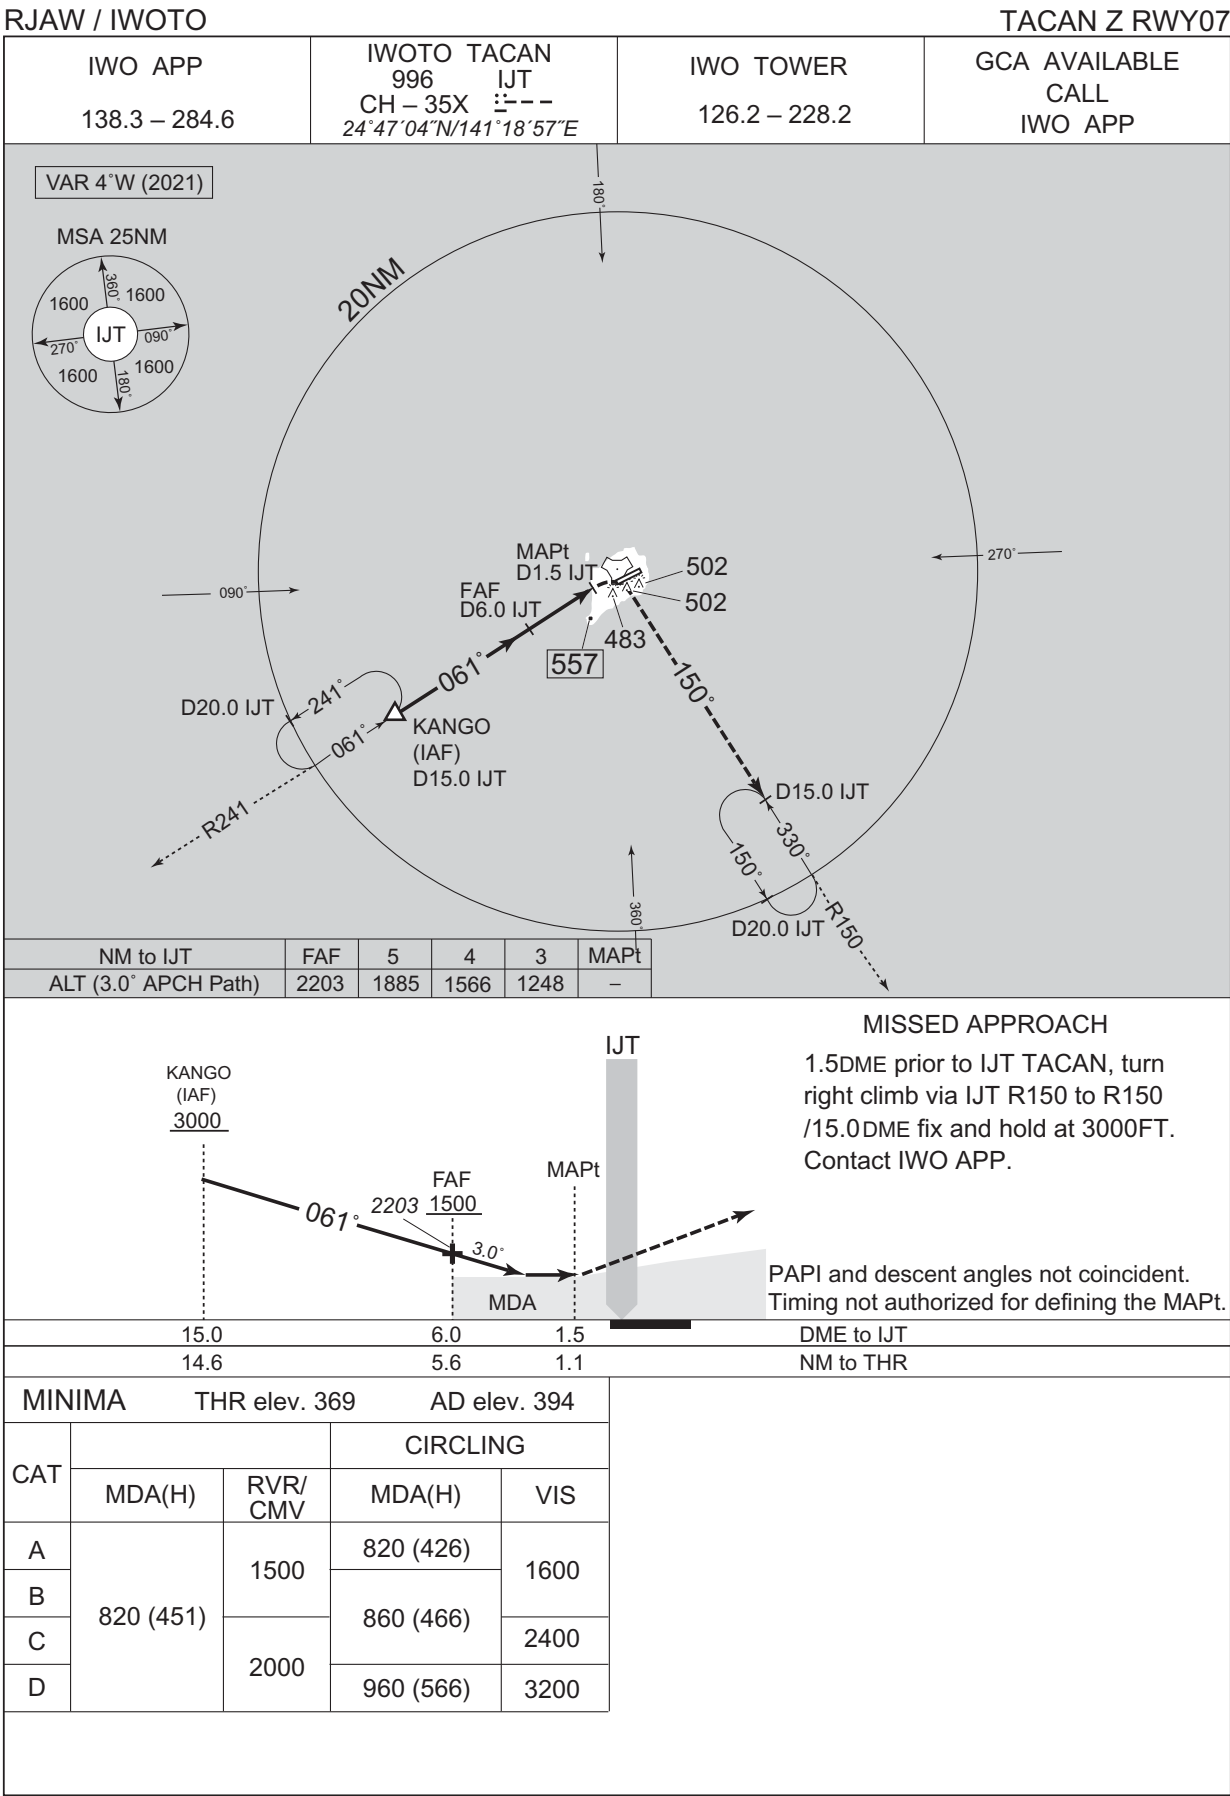 RJAW / IWOTO
TACAN Z RWY07
IWO APP
138.3 – 284.6
IWOTO TACAN
996 IJT
CH – 35X
24˚47´04˝N/141˚18´57˝E
IWO TOWER
126.2 – 228.2
GCA AVAILABLE
CALL
IWO APP
VAR 4˚W (2021)
MSA 25NM
1600
360˚
1600
IJT
090˚
270˚
1600
180˚
1600
180˚
20NM
270˚
090˚
360˚
MAPt
D1.5 IJT
FAF
D6.0 IJT
502
502
483
557
061˚
150˚
D20.0 IJT
241˚
061˚
KANGO
(IAF)
D15.0 IJT
R241
D15.0 IJT
330˚
150˚
D20.0 IJT
R150
NM to IJT FAF 5 4 3 MAPt
ALT (3.0˚ APCH Path) 2203 1885 1566 1248 –
MISSED APPROACH
1.5DME prior to IJT TACAN, turn
right climb via IJT R150 to R150
/15.0DME fix and hold at 3000FT.
Contact IWO APP.
IJT
KANGO
(IAF)
3000
061˚
2203
FAF
1500
3.0˚
MAPt
MDA
PAPI and descent angles not coincident.
Timing not authorized for defining the MAPt.
15.0 6.0 1.5 DME to IJT
14.6 5.6 1.1 NM to THR
MINIMA THR elev. 369 AD elev. 394
CAT
CIRCLING
MDA(H)
RVR/
CMV
MDA(H)
VIS
A
B
C
D
820 (451)
1500
2000
820 (426)
860 (466)
960 (566)
1600
2400
3200